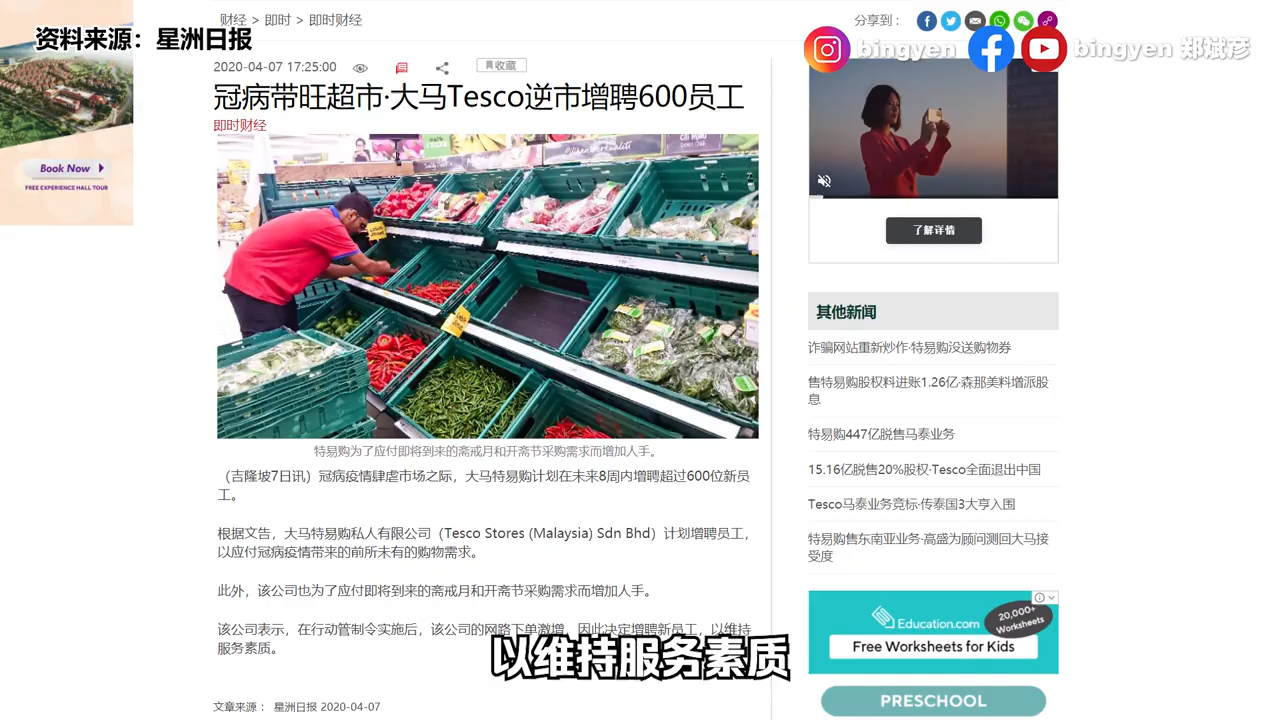 财经 > 即时 > 即时财经
分享到：
资料来源：星洲日报
bingyen
bingyen 郑斌彦
2020-04-07 17:25:00
收藏
冠病带旺超市·大马Tesco逆市增聘600员工
即时财经
Book Now
FREE EXPERIENCE HALL TOUR
特易购为了应付即将到来的斋戒月和开斋节采购需求而增加人手。
（吉隆坡7日讯）冠病疫情肆虐市场之际，大马特易购计划在未来8周内增聘超过600位新员
工。
根据文告，大马特易购私人有限公司（Tesco Stores (Malaysia) Sdn Bhd）计划增聘员工，
以应付冠病疫情带来的前所未有的购物需求。
此外，该公司也为了应付即将到来的斋戒月和开斋节采购需求而增加人手。
该公司表示，在行动管制令实施后，该公司的网路下单激增，因此决定增聘新员工，以维持
服务素质。
以维持服务素质
文章来源： 星洲日报 2020-04-07
了解详情
其他新闻
诈骗网站重新炒作·特易购没送购物券
售特易购股权料进账1.26亿·森那美料增派股
息
特易购447亿脱售马泰业务
15.16亿脱售20%股权·Tesco全面退出中国
Tesco马泰业务竞标·传泰国3大亨入围
特易购售东南亚业务·高盛为顾问测回大马接
受度
Education.com
20,000+
Worksheets
Free Worksheets for Kids
PRESCHOOL